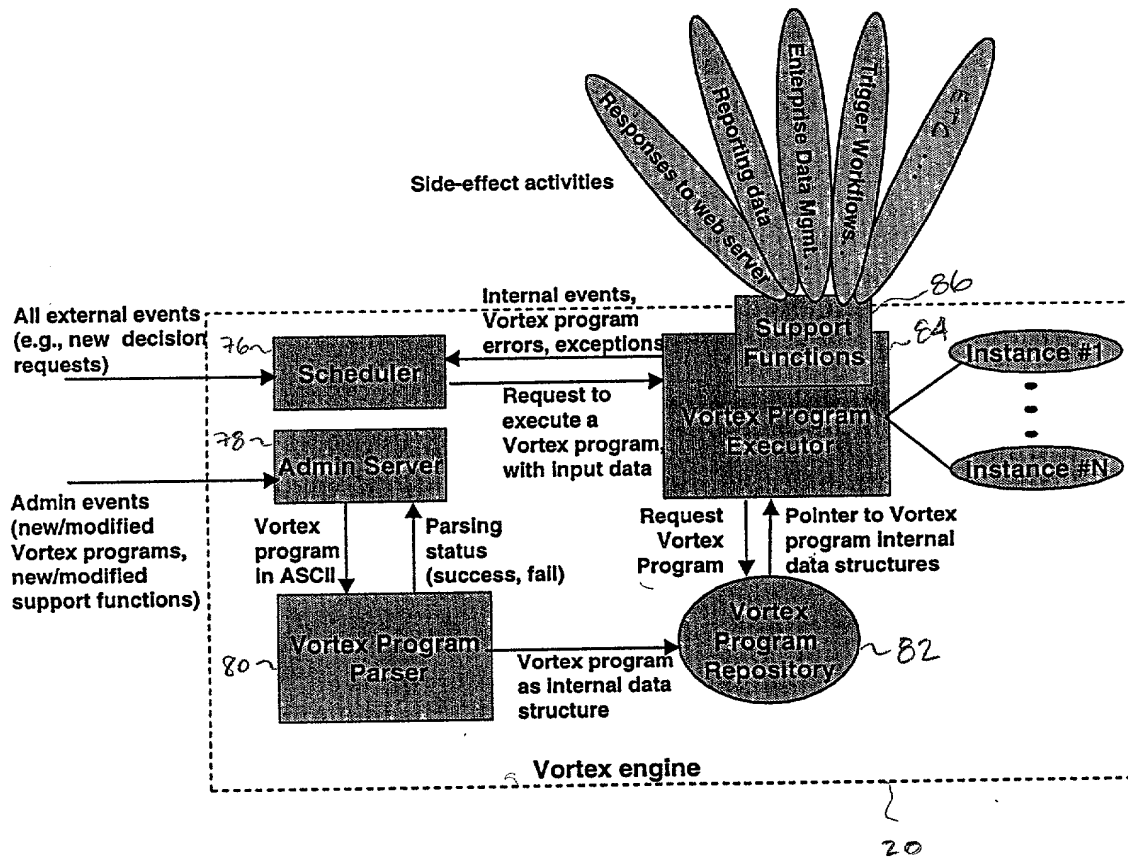 Responses to web server
Reporting data
Enterprise Data Mgmt. . .
Trigger Workflows. . .
ETC ...
Side-effect activities
86
84
All external events
(e.g., new decision
requests)
76
Scheduler
Internal events,
Vortex program
errors, exceptions
Request to
execute a
Vortex program,
with input data
Support
Functions
Vortex Program
Executor
Instance #1
Instance #N
78
Admin Server
Admin events
(new/modified
Vortex programs,
new/modified
support functions)
Vortex
program
in ASCII
Parsing
status
(success, fail)
Request
Vortex
Program
Pointer to Vortex
program internal
data structures
80
Vortex Program
Parser
Vortex program
as internal data
structure
Vortex
Program
Repository
82
Vortex engine
20